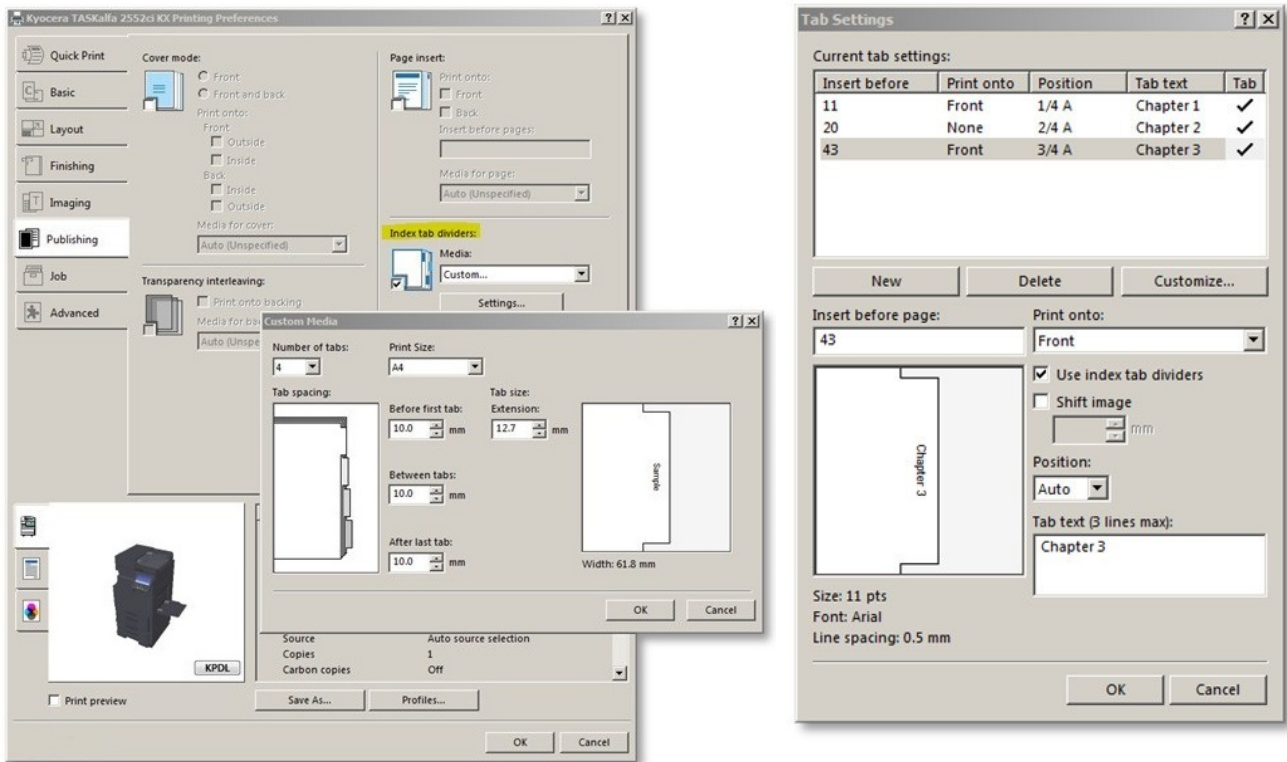 Kyocera TASKalfa 2552ci KX Printing Preferences
Quick Print
Basic
Layout
Finishing
Imaging
Publishing
Job
Advanced
Cover mode:
Front
Front and back
Print onto:
Front
Outside
Inside
Back
Inside
Outside
Media for cover:
Auto (Unspecified)
Transparency interleaving:
Print onto backing
Media for
Auto
Page insert:
Print onto:
Front
Back
Insert before pages:
Media for page:
Auto (Unspecified)
Index tab dividers:
Media:
Custom...
Settings...
Custom Media
Number of tabs:
4
Print Size:
A4
Tab spacing:
Before first tab:
10.0 mm
Between tabs:
10.0 mm
After last tab:
10.0 mm
Tab size:
Extension:
12.7 mm
Sample
Width: 61.8 mm
OK Cancel
KPDL
Source Auto source selection
Copies 1
Carbon copies Off
Print preview
Save As... Profiles...
OK Cancel
Tab Settings
Current tab settings:
Insert before Print onto Position Tab text Tab
11 Front 1/4 A Chapter 1
20 None 2/4 A Chapter 2
43 Front 3/4 A Chapter 3
New Delete Customize...
Insert before page:
43
Print onto:
Front
Use index tab dividers
Shift image
mm
Position:
Auto
Tab text (3 lines max):
Chapter 3
Chapter 3
Size: 11 pts
Font: Arial
Line spacing: 0.5 mm
OK Cancel